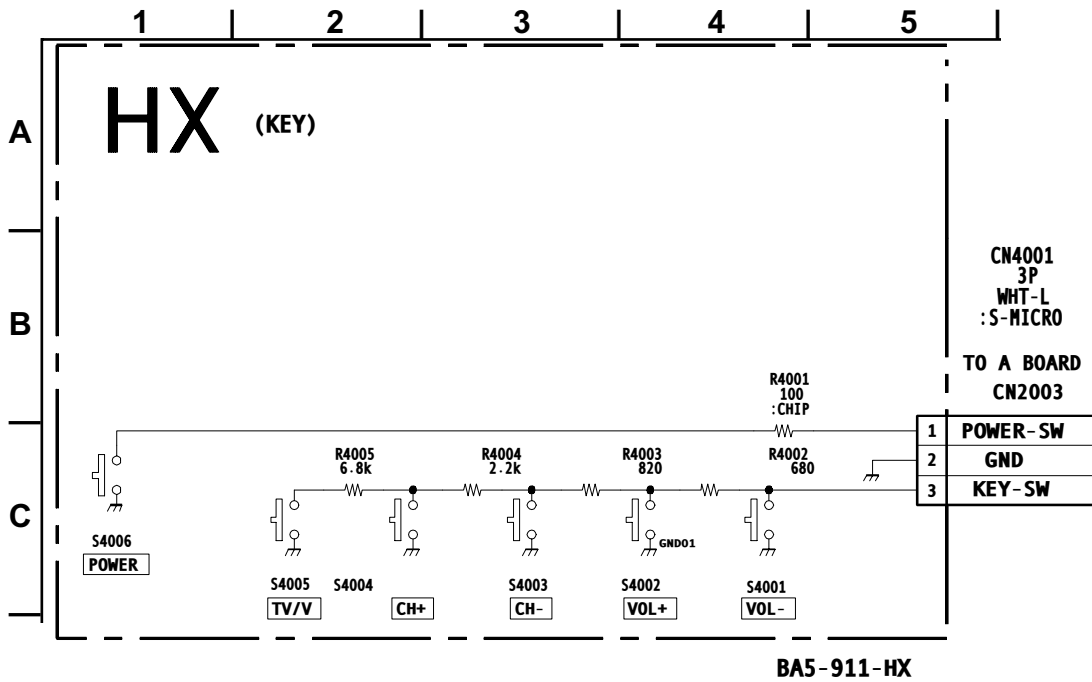 1 2 3 4 5
A
HX (KEY)
B
CN4001
3P
WHT-L
:S-MICRO
TO A BOARD
CN2003
R4001
100
:CHIP
1 POWER-SW
2 GND
3 KEY-SW
C
R4005
6.8k
R4004
2.2k
R4003
820
R4002
680
GND01
S4006
POWER
S4005
TV/V
S4004
CH+
S4003
CH-
S4002
VOL+
S4001
VOL-
BA5-911-HX